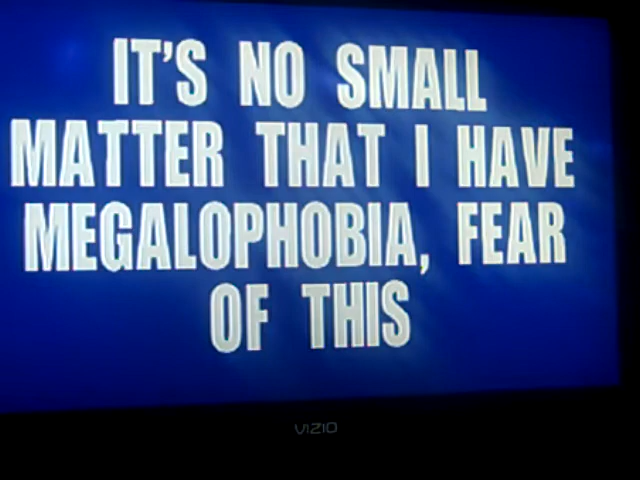 IT'S NO SMALL
MATTER THAT I HAVE
MEGALOPHOBIA, FEAR
OF THIS
VIZIO